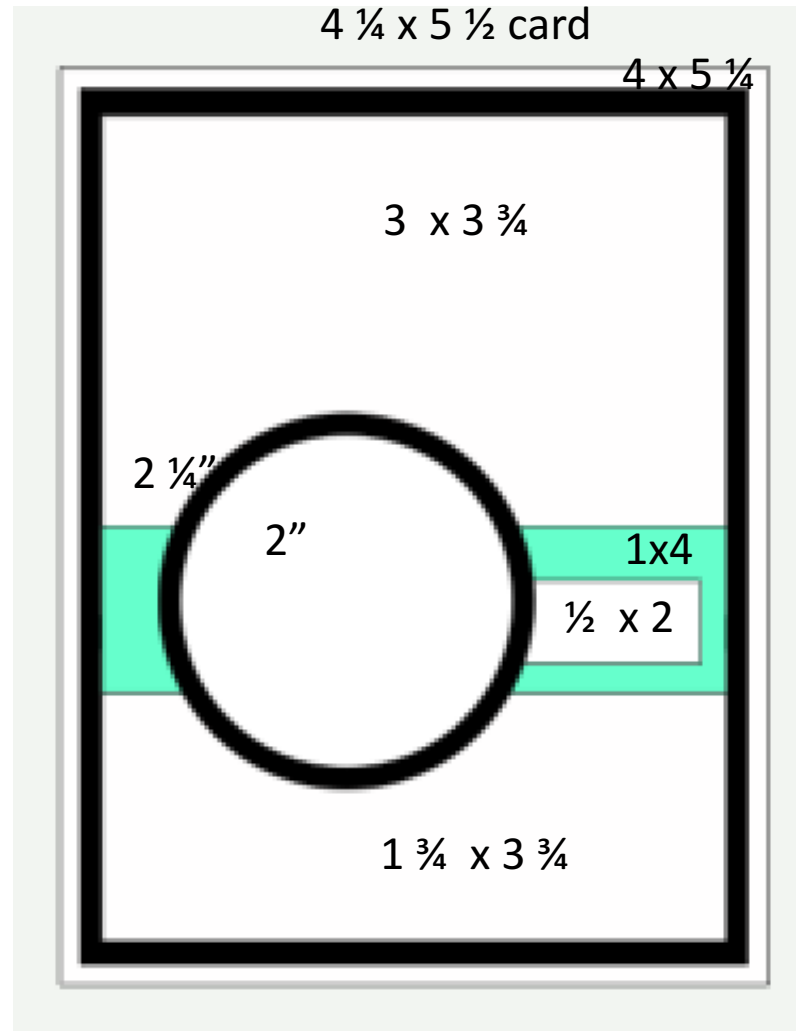 4 ¼ x 5 ½ card
4 x 5 ¼
3  x 3 ¾
2 ¼”
2”
1x4
½  x 2
1 ¾  x 3 ¾